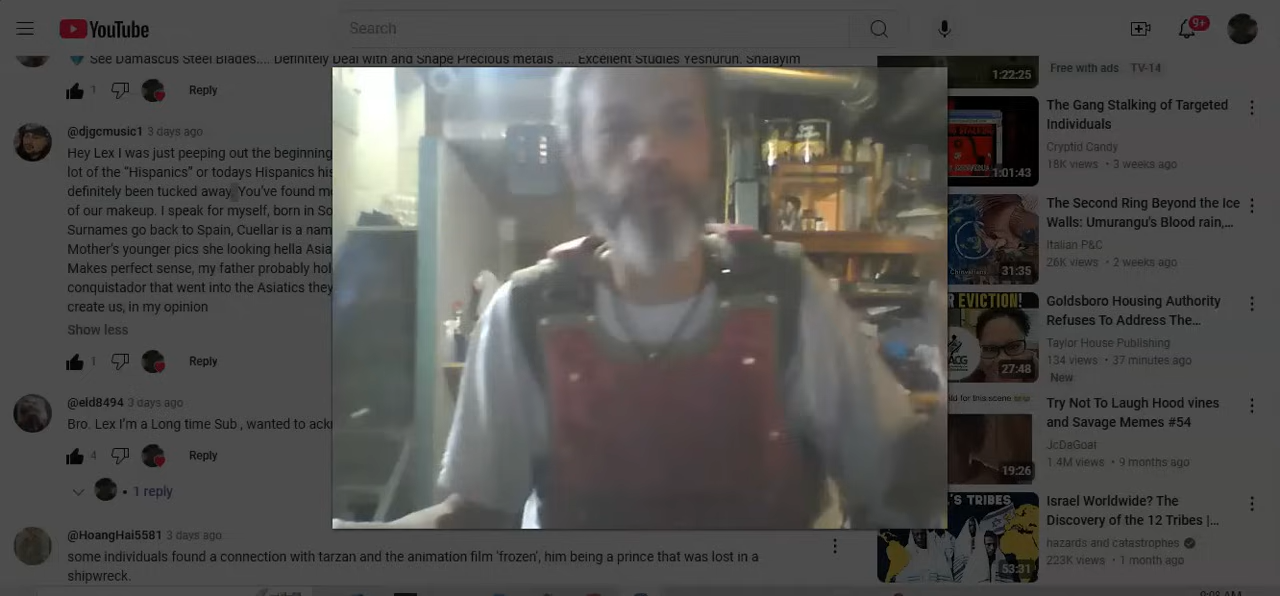 YouTube
Search
9+
See Damascus Steel Blades.... Definitely Deal with and Shape Precious metals ..... Excellent Studies Yeshurun. Shalayim
1
Reply
@djgcmusic1 3 days ago
Hey Lex I was just peeping out the beginning
lot of the "Hispanics" or todays Hispanics his
definitely been tucked away. You've found m
of our makeup. I speak for myself, born in So
Surnames go back to Spain, Cuellar is a nam
Mother's younger pics she looking hella Asia
Makes perfect sense, my father probably hol
conquistador that went into the Asiatics they
create us, in my opinion
Show less
1
Reply
@eld8494 3 days ago
Bro. Lex I'm a Long time Sub , wanted to ackn
4
Reply
1 reply
@HoangHai5581 3 days ago
some individuals found a connection with tarzan and the animation film 'frozen', him being a prince that was lost in a
shipwreck.
1:22:25
Free with ads TV-14
1:01:43
The Gang Stalking of Targeted
Individuals
Cryptid Candy
18K views • 3 weeks ago
31:35
The Second Ring Beyond the Ice
Walls: Umurangu's Blood rain,...
Italian P&C
26K views • 2 weeks ago
R EVICTION!
27:48
Goldsboro Housing Authority
Refuses To Address The...
Taylor House Publishing
134 views • 37 minutes ago
New
ld for this scene
19:26
Try Not To Laugh Hood vines
and Savage Memes #54
JcDaGoat
1.4M views • 9 months ago
'S TRIBES
53:31
Israel Worldwide? The
Discovery of the 12 Tribes |...
hazards and catastrophes
223K views • 1 month ago